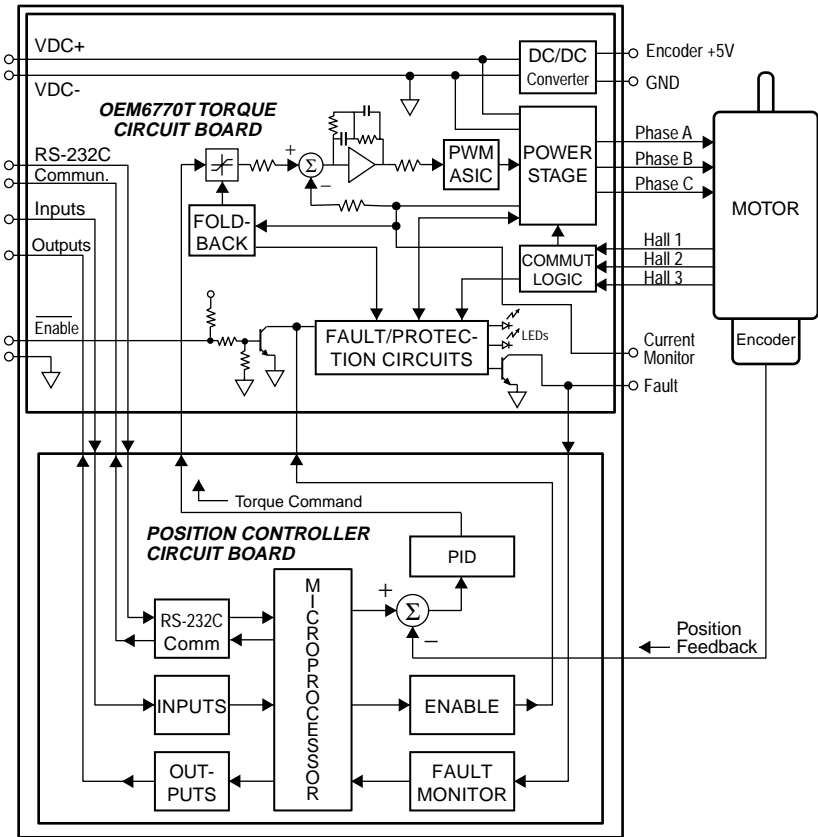 VDC+
VDC-
OEM6770T TORQUE
CIRCUIT BOARD
DC/DC
Converter
Encoder +5V
GND
RS-232C
Commun.
Inputs
Outputs
Enable
+
Σ
−
PWM
ASIC
POWER
STAGE
Phase A
Phase B
Phase C
MOTOR
FOLD-
BACK
COMMUT
LOGIC
Hall 1
Hall 2
Hall 3
FAULT/PROTEC-
TION CIRCUITS
LEDs
Current
Monitor
Fault
Encoder
Torque Command
POSITION CONTROLLER
CIRCUIT BOARD
PID
MICROPROCESSOR
+
Σ
−
RS-232C
Comm
Position
Feedback
INPUTS
ENABLE
OUT-
PUTS
FAULT
MONITOR